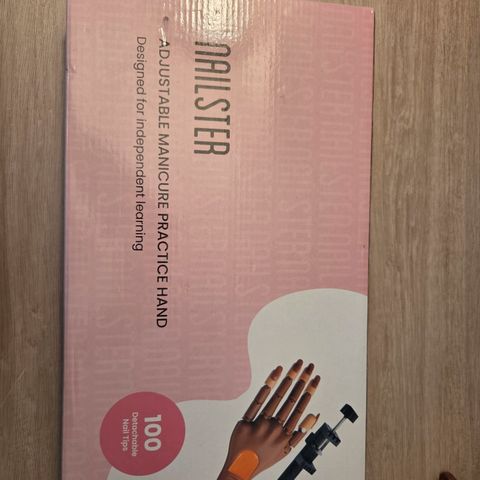 NAILSTER
ADJUSTABLE MANICURE PRACTICE HAND
Designed for independent learning
100
Detachable
Nail Tips